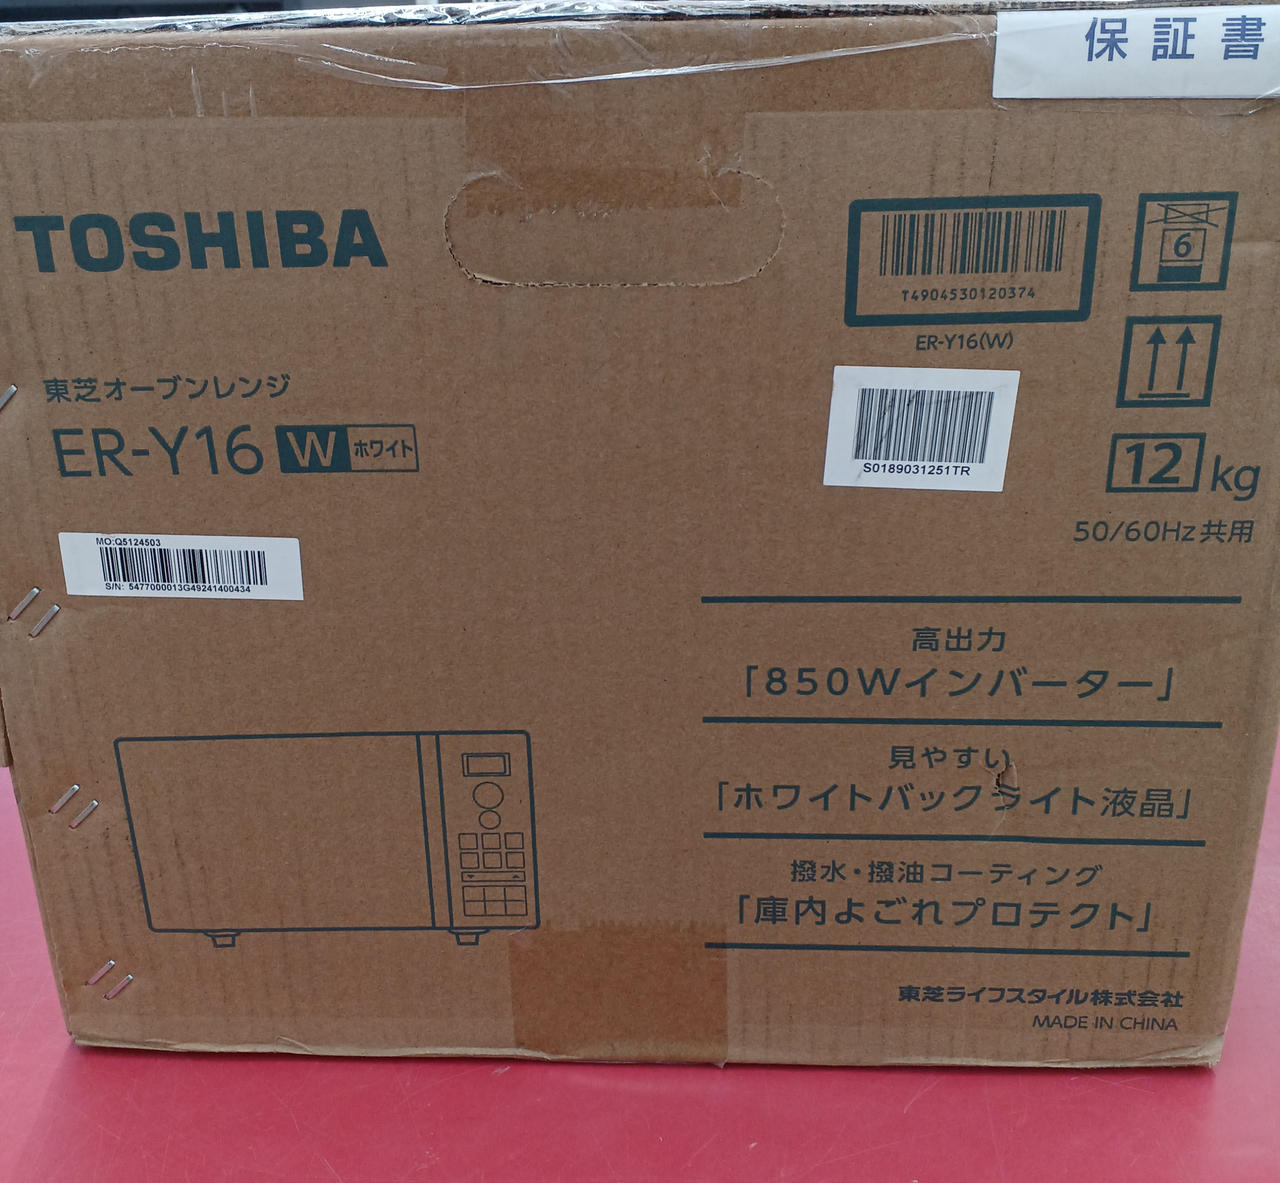 保証書
TOSHIBA
T4904530120374
ER-Y16(W)
6
東芝オーブンレンジ
ER-Y16 W ホワイト
S0189031251TR
12 kg
50/60Hz共用
MO:Q5124503
S/N: 5477000013G49241400434
高出力
「850Wインバーター」
見やすい
「ホワイトバックライト液晶」
撥水・撥油コーティング
「庫内よごれプロテクト」
東芝ライフスタイル株式会社
MADE IN CHINA